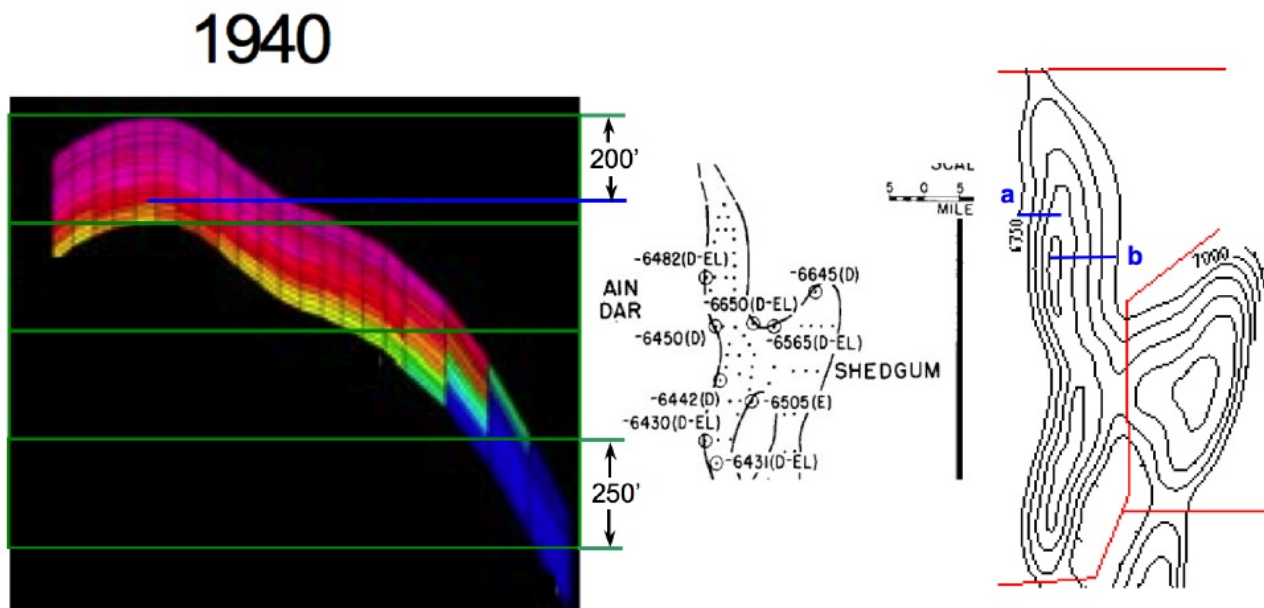 1940
200'
250'
SCAL
5 0 5
MILE
-6482(D-EL)
-6645(D)
AIN
DAR
-6650(D-EL)
-6450(D)
-6565(D-EL)
SHEDGUM
-6442(D)
-6505(E)
-6430(D-EL)
-6431(D-EL)
a
6750
b
7000